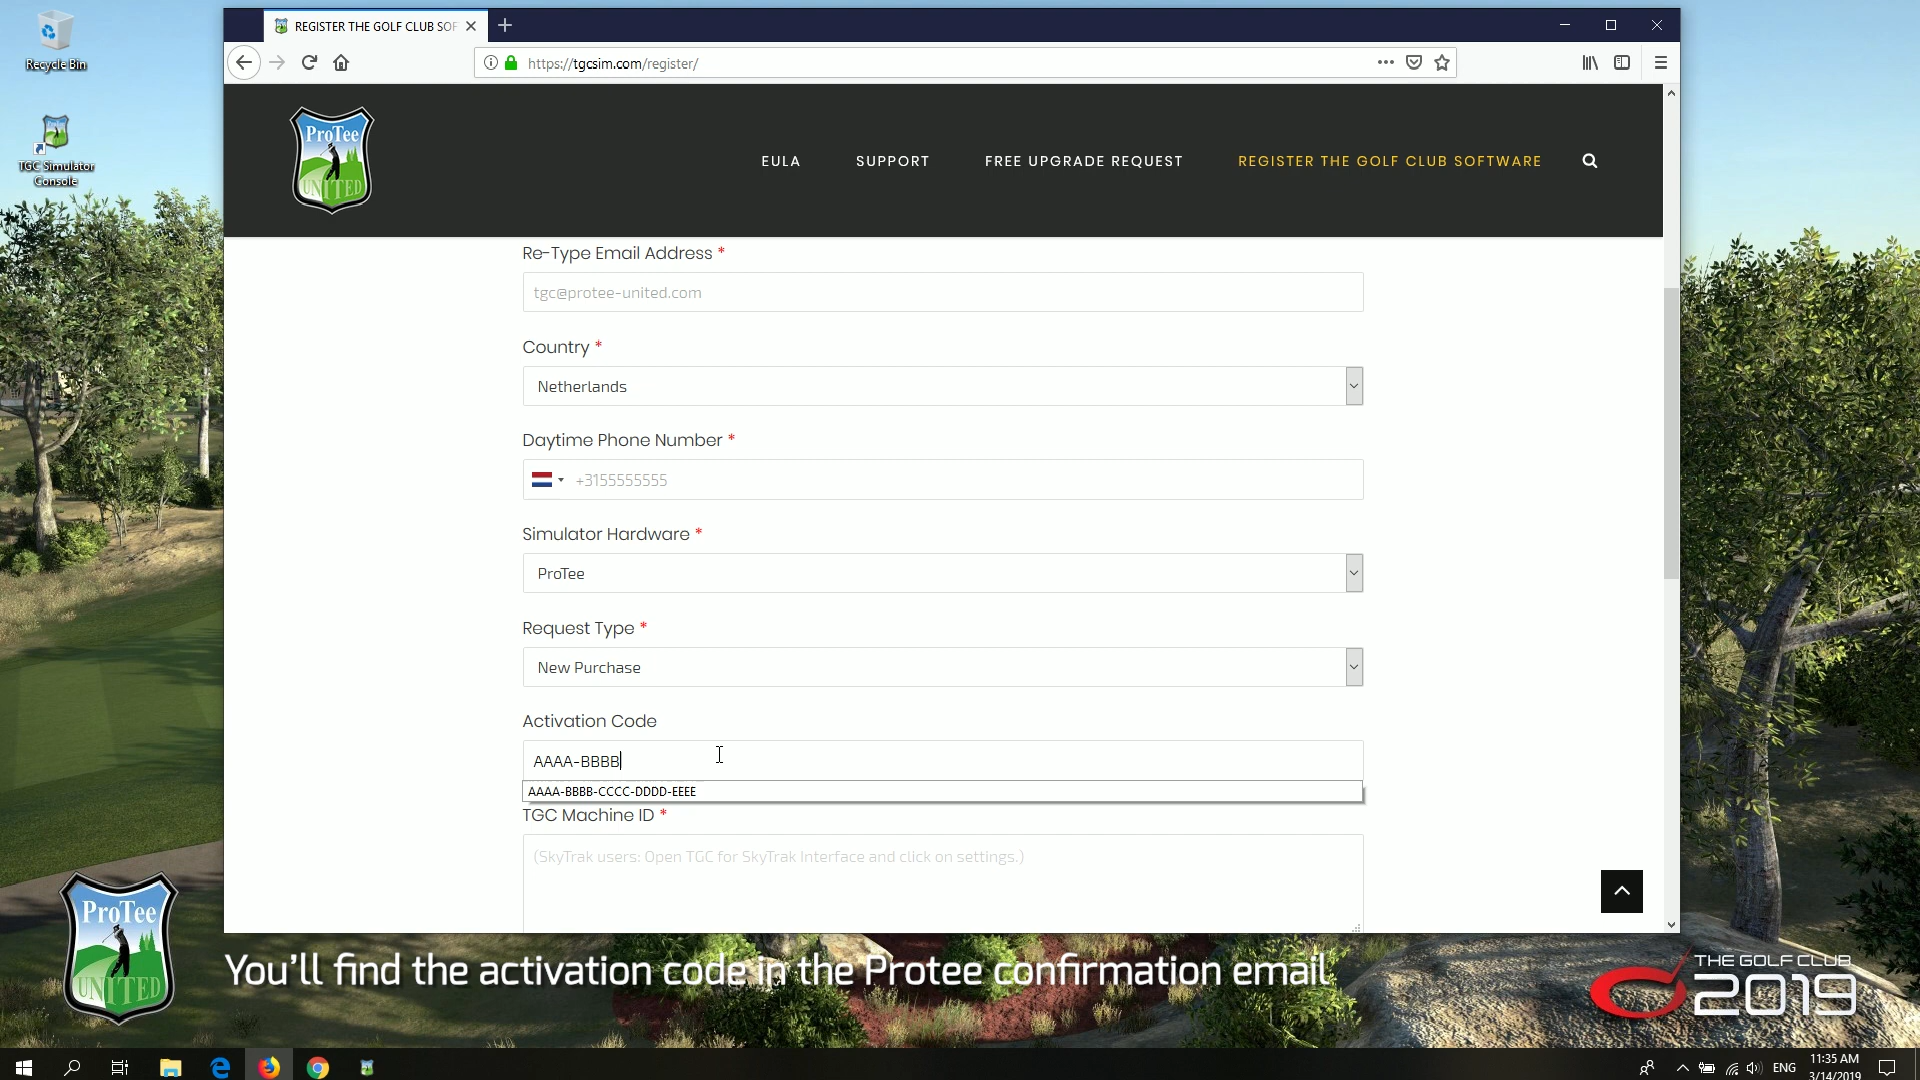 REGISTER THE GOLF CLUB SOF
https://tgcsim.com/register/
Recycle Bin
TGC Simulator
Console
ProTee
UNITED
EULA
SUPPORT
FREE UPGRADE REQUEST
REGISTER THE GOLF CLUB SOFTWARE
Re-Type Email Address *
tgc@protee-united.com
Country *
Netherlands
Daytime Phone Number *
+3155555555
Simulator Hardware *
ProTee
Request Type *
New Purchase
Activation Code
AAAA-BBBB
AAAA-BBBB-CCCC-DDDD-EEEE
TGC Machine ID *
(SkyTrak users: Open TGC for SkyTrak Interface and click on settings.)
ProTee
UNITED
You'll find the activation code in the Protee confirmation email
THE GOLF CLUB
2019
ENG
11:35 AM
3/14/2019